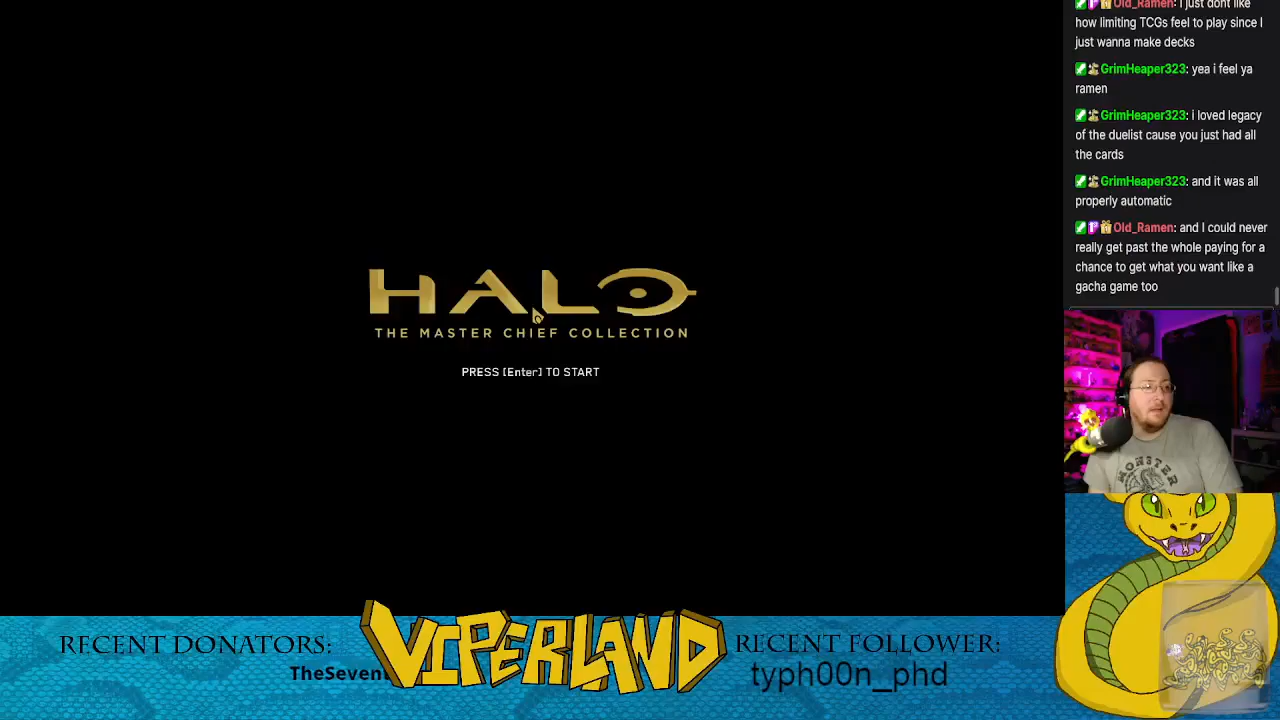 Old_Ramen: I just dont like
how limiting TCGs feel to play since I
just wanna make decks
GrimHeaper323: yea i feel ya
ramen
GrimHeaper323: i loved legacy
of the duelist cause you just had all
the cards
GrimHeaper323: and it was all
properly automatic
Old_Ramen: and I could never
really get past the whole paying for a
chance to get what you want like a
gacha game too
HALO
THE MASTER CHIEF COLLECTION
PRESS [Enter] TO START
MONSTER
RECENT DONATORS:
TheSevent
VIPERLAND
RECENT FOLLOWER:
typh00n_phd